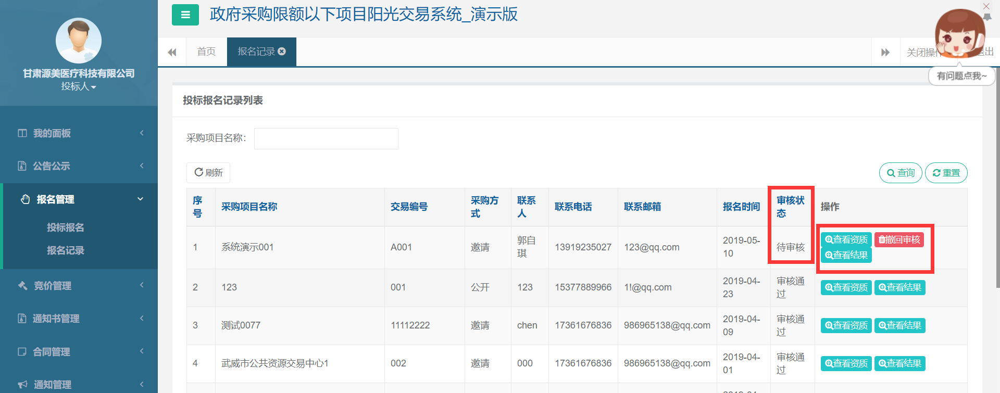 政府采购限额以下项目阳光交易系统_演示版
甘肃源美医疗科技有限公司
投标人
首页
报名记录
关闭操作
退出
有问题点我~
我的面板
公告公示
报名管理
投标报名
报名记录
竞价管理
通知书管理
合同管理
通知管理
投标报名记录列表
采购项目名称：
刷新
查询
重置
序号 采购项目名称 交易编号 采购方式 联系人 联系电话 联系邮箱 报名时间 审核状态 操作
1 系统演示001 A001 邀请 郭自琪 13919235027 123@qq.com 2019-05-10 待审核 查看资质 撤回审核 查看结果
2 123 001 公开 123 15377889966 1!@qq.com 2019-04-23 审核通过 查看资质 查看结果
3 测试0077 11112222 邀请 chen 17361676836 986965138@qq.com 2019-04-09 审核通过 查看资质 查看结果
4 武威市公共资源交易中心1 002 邀请 000 17361676836 986965138@qq.com 2019-04-01 审核通过 查看资质 查看结果